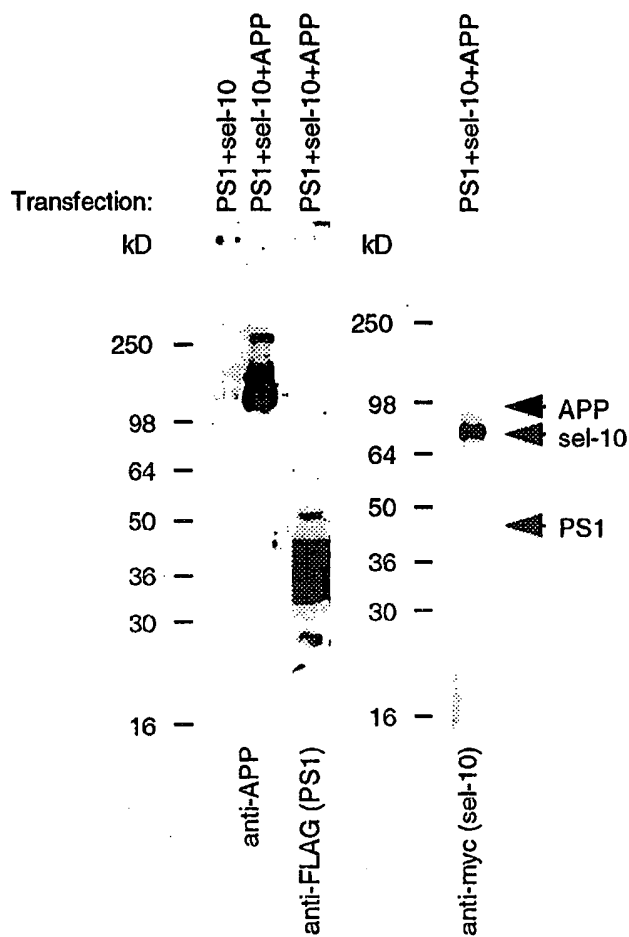 PS1+sel-10
PS1+sel-10+APP
PS1+sel-10+APP
PS1+sel-10+APP
Transfection:
kD
kD
250
98
64
50
36
30
16
250
98
64
50
36
30
16
APP
sel-10
PS1
anti-APP
anti-FLAG (PS1)
anti-myc (sel-10)